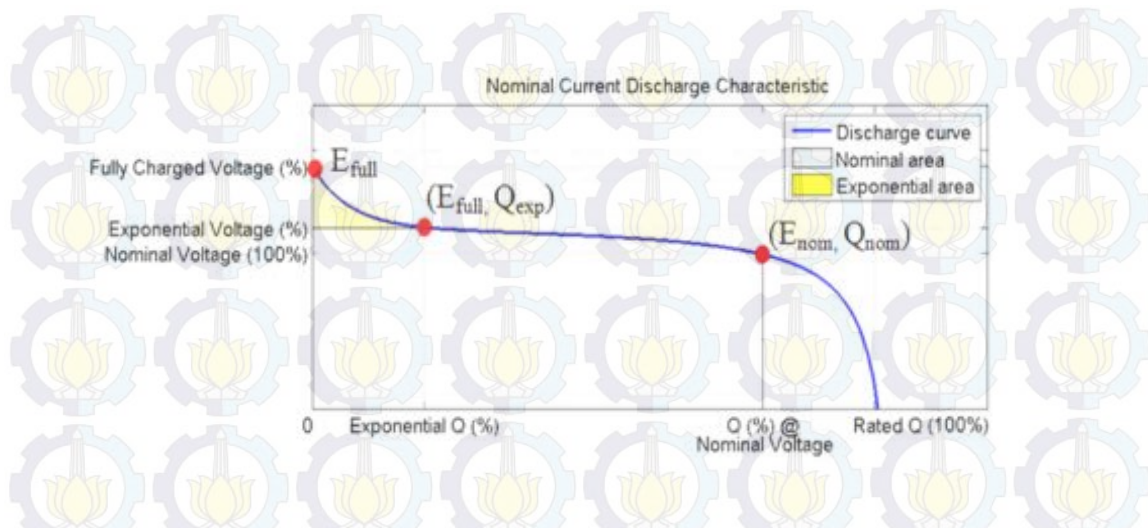 Nominal Current Discharge Characteristic
Discharge curve
Nominal area
Exponential area
Fully Charged Voltage (%)
E_full
(E_full, Q_exp)
Exponential Voltage (%)
Nominal Voltage (100%)
(E_nom, Q_nom)
0
Exponential Q (%)
Q (%) @
Nominal Voltage
Rated Q (100%)